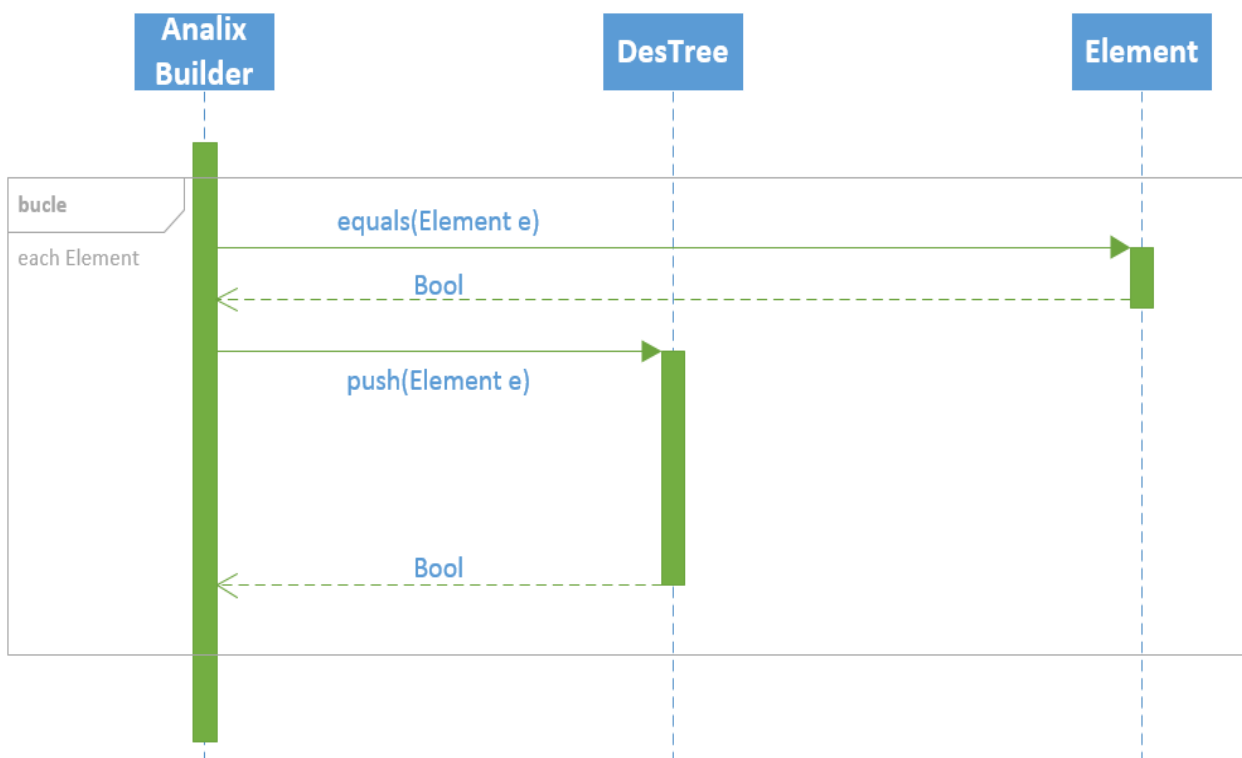 Analix
Builder
DesTree
Element
bucle
each Element
equals(Element e)
Bool
push(Element e)
Bool